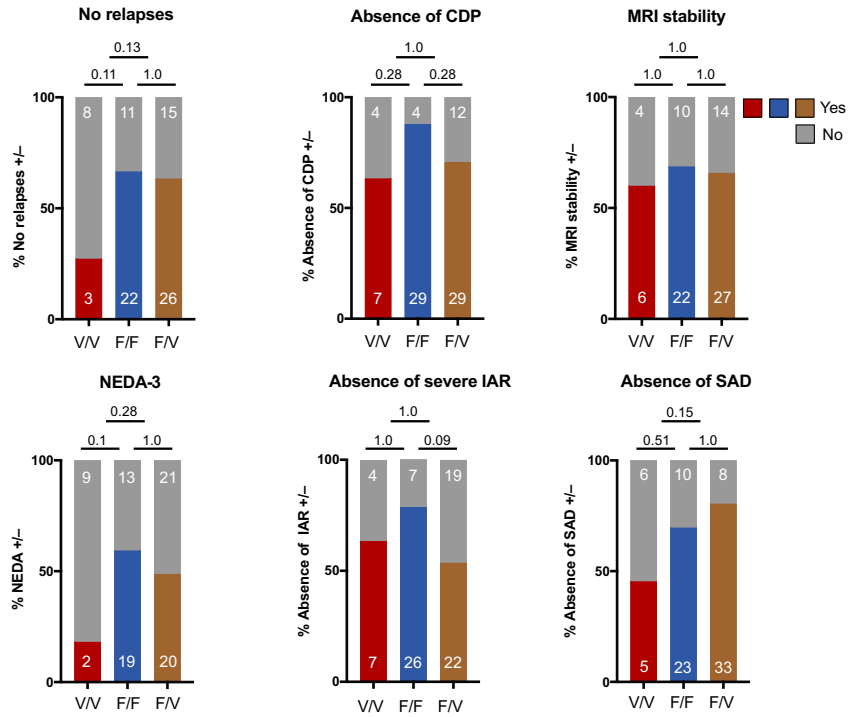 No relapses
0.13
0.11 1.0
100
50
0
% No relapses +/–
8 11 15
3 22 26
V/V F/F F/V
Absence of CDP
1.0
0.28 0.28
100
50
0
% Absence of CDP +/–
4 4 12
7 29 29
V/V F/F F/V
MRI stability
1.0
1.0 1.0
100
50
0
% MRI stability +/–
4 10 14
6 22 27
V/V F/F F/V
Yes
No
NEDA-3
0.28
0.1 1.0
100
50
0
% NEDA +/–
9 13 21
2 19 20
V/V F/F F/V
Absence of severe IAR
1.0
1.0 0.09
100
50
0
% Absence of IAR +/–
4 7 19
7 26 22
V/V F/F F/V
Absence of SAD
0.15
0.51 1.0
100
50
0
% Absence of SAD +/–
6 10 8
5 23 33
V/V F/F F/V